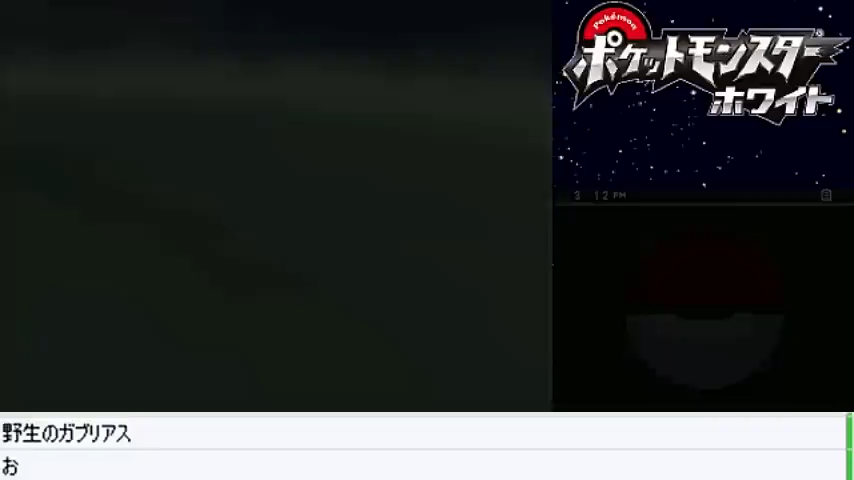 Pokémon
ポケットモンスター
ホワイト
3 12 PM
野生のガブリアス
お